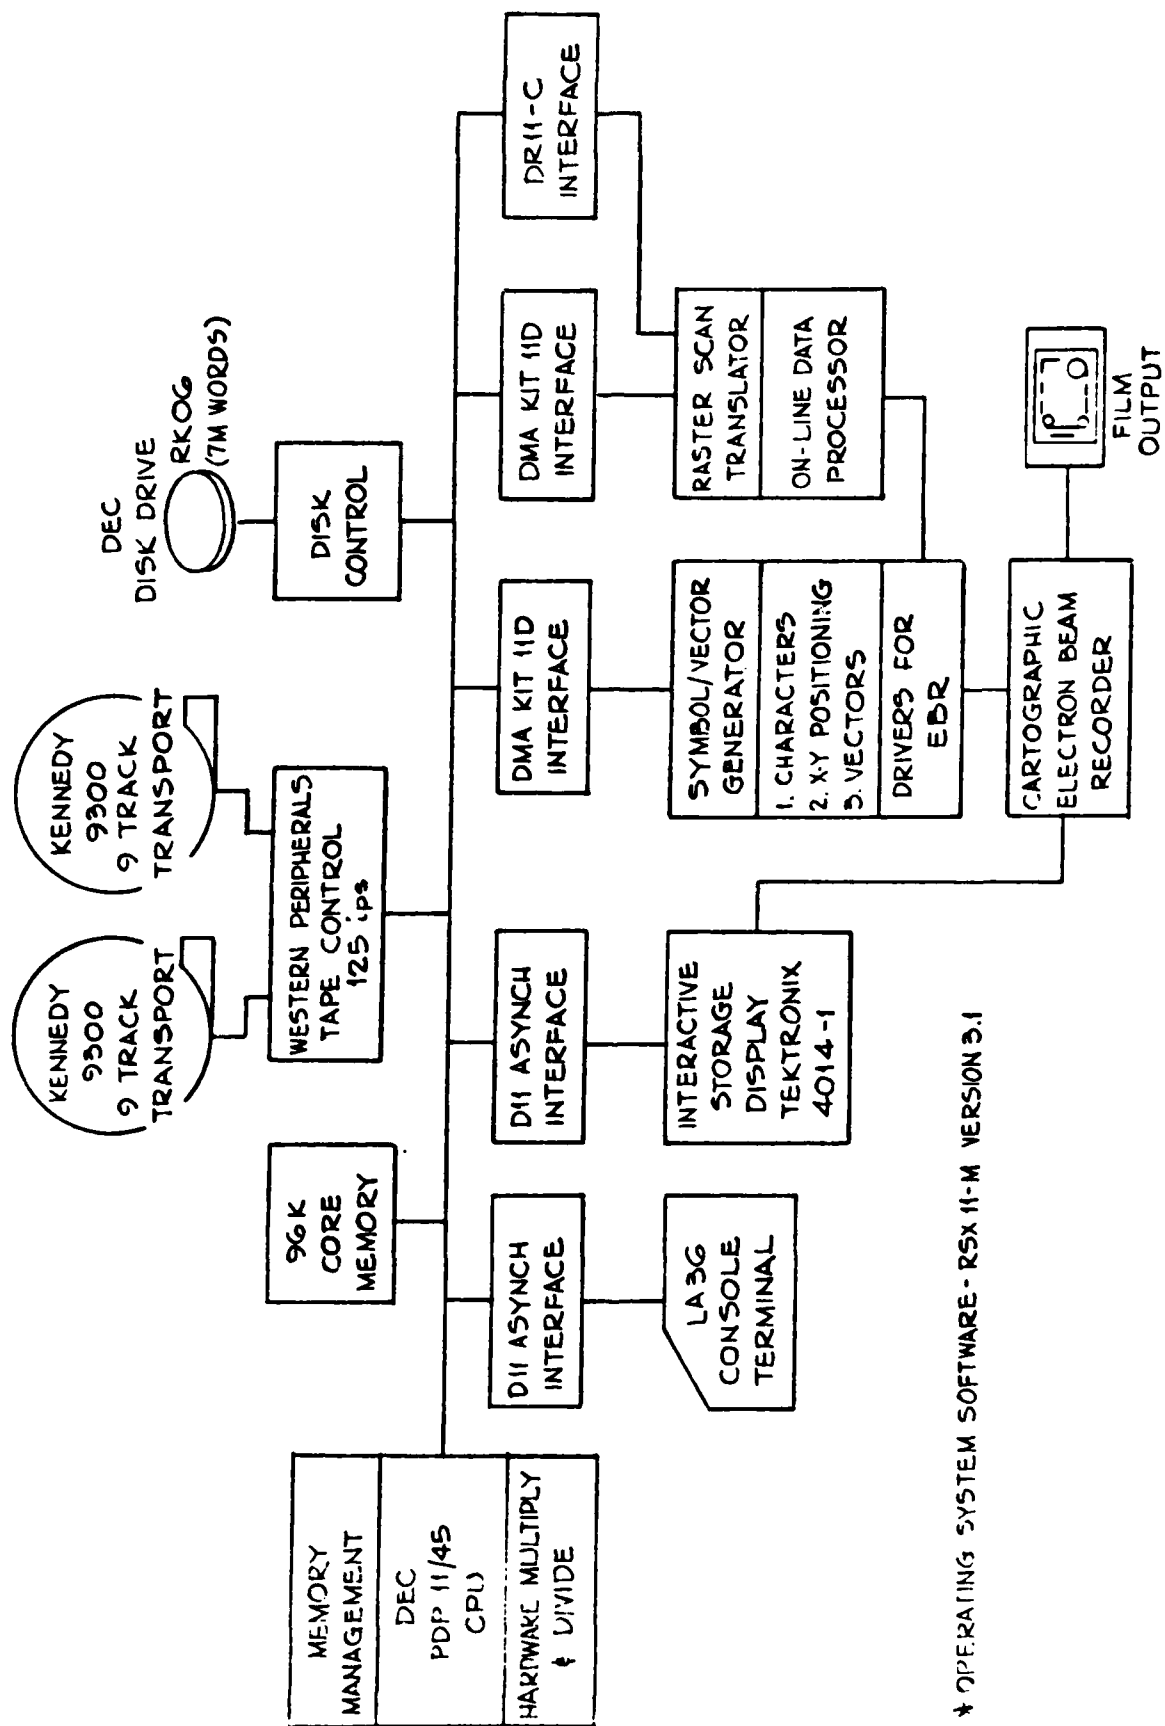 MEMORY
MANAGEMENT
DEC
PDP 11/45
CPU
HARDWARE MULTIPLY
& DIVIDE
96K
CORE
MEMORY
KENNEDY
9300
9 TRACK
TRANSPORT
KENNEDY
9300
9 TRACK
TRANSPORT
WESTERN PERIPHERALS
TAPE CONTROL
125 ips
DEC
DISK DRIVE
RK06
(7M WORDS)
DISK
CONTROL
D11 ASYNCH
INTERFACE
D11 ASYNCH
INTERFACE
DMA KIT 11D
INTERFACE
DMA KIT 11D
INTERFACE
DR11-C
INTERFACE
LA36
CONSOLE
TERMINAL
INTERACTIVE
STORAGE
DISPLAY
TEKTRONIX
4014-1
SYMBOL/VECTOR
GENERATOR
1. CHARACTERS
2. X-Y POSITIONING
3. VECTORS
DRIVERS FOR
EBR
RASTER SCAN
TRANSLATOR
ON-LINE DATA
PROCESSOR
CARTOGRAPHIC
ELECTRON BEAM
RECORDER
FILM
OUTPUT
* OPERATING SYSTEM SOFTWARE - RSX 11-M VERSION 3.1